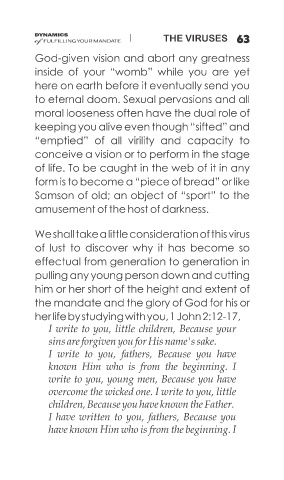 DYNAMICS
of FULFILLING YOUR MANDATE | THE VIRUSES 63
God-given vision and abort any greatness
inside of your “womb” while you are yet
here on earth before it eventually send you
to eternal doom. Sexual pervasions and all
moral looseness often have the dual role of
keeping you alive even though “sifted” and
“emptied” of all virility and capacity to
conceive a vision or to perform in the stage
of life. To be caught in the web of it in any
form is to become a “piece of bread” or like
Samson of old; an object of “sport” to the
amusement of the host of darkness.
We shall take a little consideration of this virus
of lust to discover why it has become so
effectual from generation to generation in
pulling any young person down and cutting
him or her short of the height and extent of
the mandate and the glory of God for his or
her life by studying with you, 1 John 2:12-17,
I write to you, little children, Because your
sins are forgiven you for His name's sake.
I write to you, fathers, Because you have
known Him who is from the beginning. I
write to you, young men, Because you have
overcome the wicked one. I write to you, little
children, Because you have known the Father.
I have written to you, fathers, Because you
have known Him who is from the beginning. I